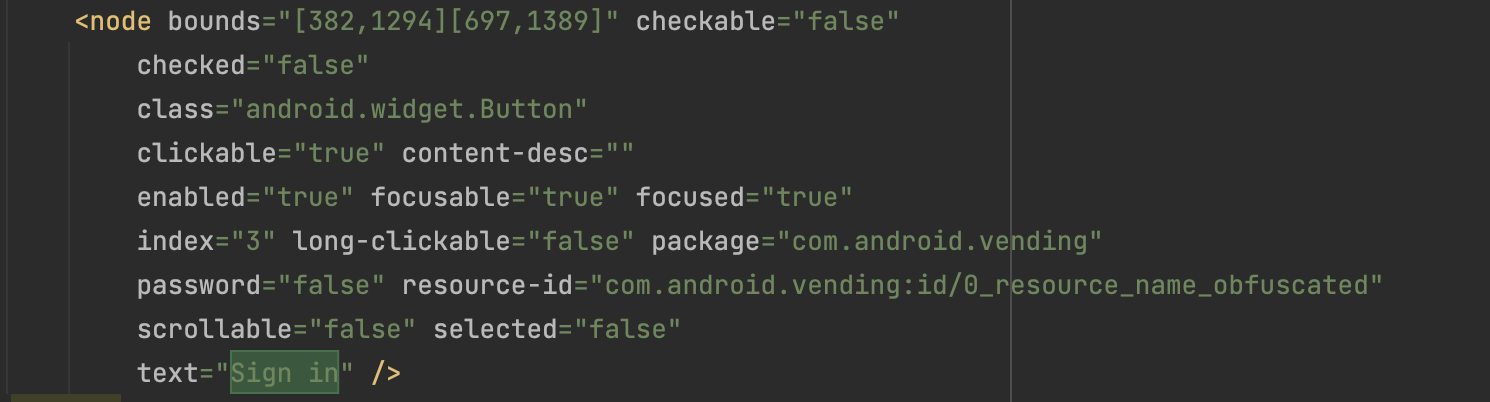 <node bounds="[382,1294][697,1389]" checkable="false"
checked="false"
class="android.widget.Button"
clickable="true" content-desc=""
enabled="true" focusable="true" focused="true"
index="3" long-clickable="false" package="com.android.vending"
password="false" resource-id="com.android.vending:id/0_resource_name_obfuscated"
scrollable="false" selected="false"
text="Sign in" />